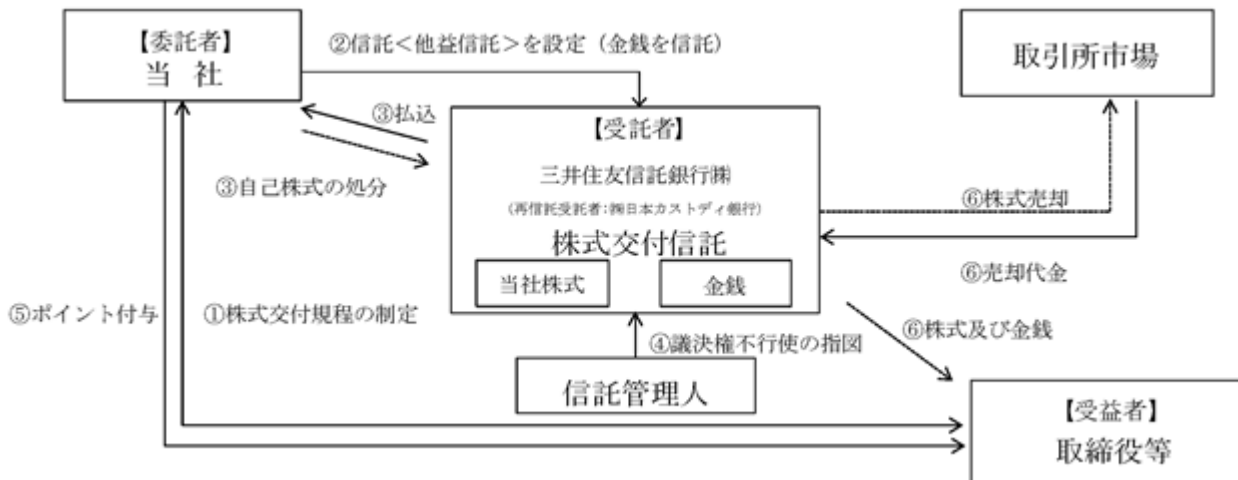 【委託者】
当 社
②信託<他益信託>を設定（金銭を信託）
取引所市場
③払込
③自己株式の処分
【受託者】
三井住友信託銀行㈱
(再信託受託者：㈱日本カストディ銀行)
株式交付信託
当社株式
金銭
⑥株式売却
⑥売却代金
⑤ポイント付与
①株式交付規程の制定
④議決権不行使の指図
⑥株式及び金銭
信託管理人
【受益者】
取締役等